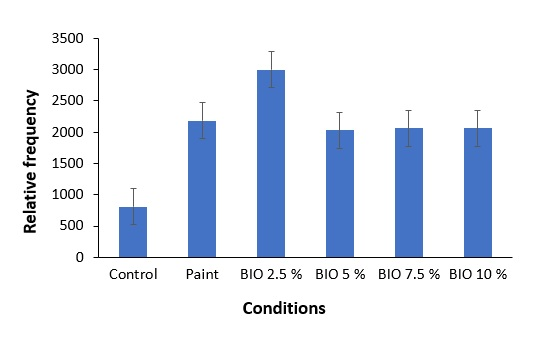 3500
3000
2500
2000
1500
1000
500
0
Relative frequency
Control Paint BIO 2.5 % BIO 5 % BIO 7.5 % BIO 10 %
Conditions